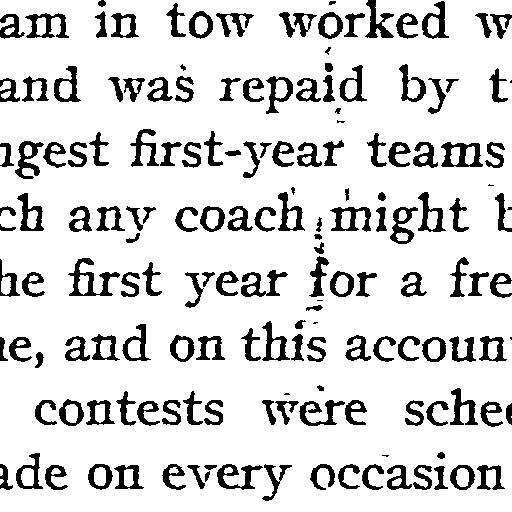 am in tow worked w
and was repaid by t
ngest first-year teams
ch any coach might b
he first year for a fre
ne, and on this accoun
contests were sche
ade on every occasion